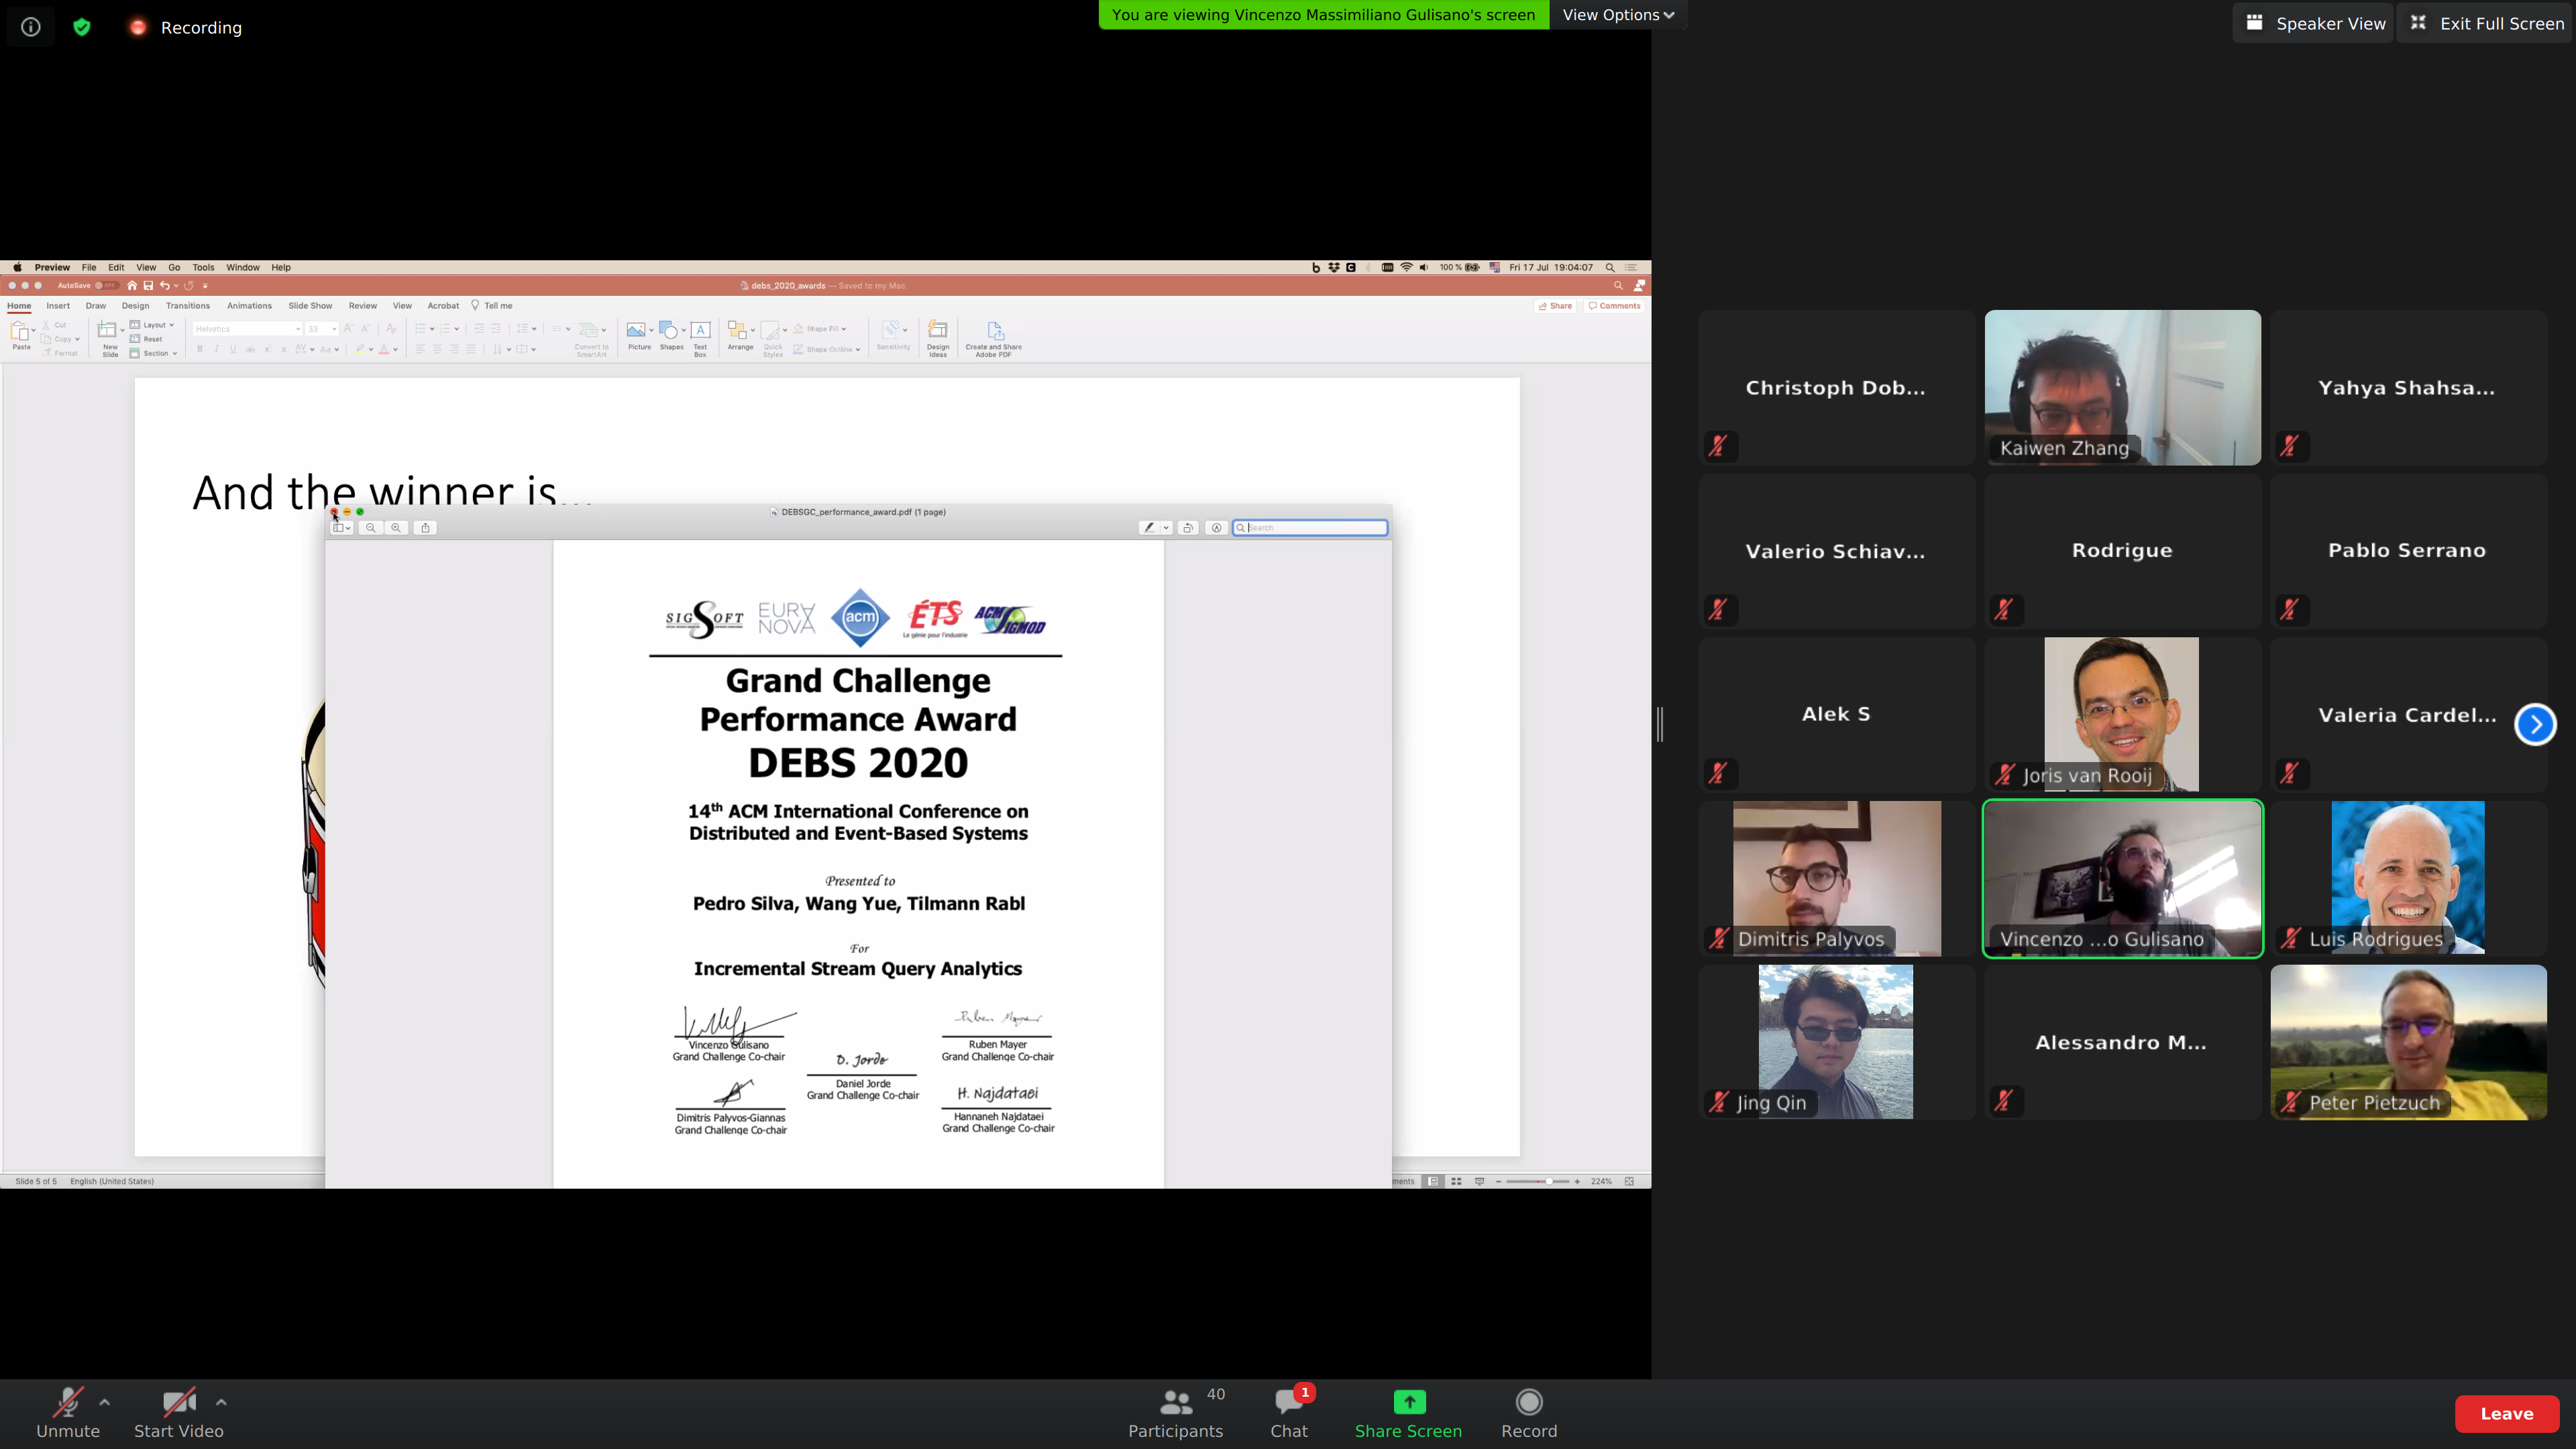 Recording
You are viewing Vincenzo Massimiliano Gulisano's screen
View Options
Speaker View
Exit Full Screen
Preview File Edit View Go Tools Window Help
100 % Fri 17 Jul 19:04:07
AutoSave OFF
debs_2020_awards — Saved to my Mac
Home Insert Draw Design Transitions Animations Slide Show Review View Acrobat Tell me
Share Comments
Paste
Cut
Copy
Format
New Slide
Layout
Reset
Section
Helvetica 33
Convert to SmartArt
Picture
Shapes
Text Box
Arrange
Quick Styles
Shape Fill
Shape Outline
Sensitivity
Design Ideas
Create and Share Adobe PDF
And the winner is...
DEBSGC_performance_award.pdf (1 page)
Search
SIGSOFT
EURA NOVA
acm
ÉTS
Le génie pour l'industrie
ACM SIGMOD
Grand Challenge
Performance Award
DEBS 2020
14th ACM International Conference on
Distributed and Event-Based Systems
Presented to
Pedro Silva, Wang Yue, Tilmann Rabl
For
Incremental Stream Query Analytics
Vincenzo Gulisano
Grand Challenge Co-chair
Ruben Mayer
Grand Challenge Co-chair
D. Jorde
Daniel Jorde
Grand Challenge Co-chair
H. Najdataei
Dimitris Palyvos-Giannas
Grand Challenge Co-chair
Hannaneh Najdataei
Grand Challenge Co-chair
Slide 5 of 5 English (United States)
224%
Christoph Dob...
Kaiwen Zhang
Yahya Shahsa...
Valerio Schiav...
Rodrigue
Pablo Serrano
Alek S
Joris van Rooij
Valeria Cardel...
Dimitris Palyvos
Vincenzo ...o Gulisano
Luis Rodrigues
Jing Qin
Alessandro M...
Peter Pietzuch
Unmute
Start Video
Participants 40
Chat 1
Share Screen
Record
Leave